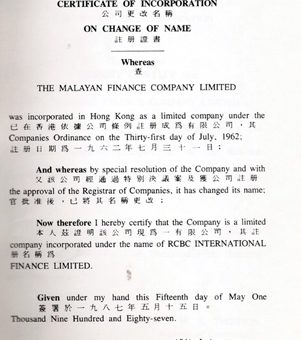 CERTIFICATE OF INCORPORATION
公司更改名稱
ON CHANGE OF NAME
註冊證書
Whereas
查
THE MALAYAN FINANCE COMPANY LIMITED
was incorporated in Hong Kong as a limited company under the
已在香港依據公司條例註冊成爲有限公司，其
Companies Ordinance on the Thirty-first day of July, 1962;
註冊日期爲一九六二年七月三十一日；
And whereas by special resolution of the Company and with
又該公司經通過特別決議案及獲公司註冊
the approval of the Registrar of Companies, it has changed its name;
官批准後，已將其名稱更改；
Now therefore I hereby certify that the Company is a limited
本人茲證明該公司現爲一有限公司，其註
company incorporated under the name of RCBC INTERNATIONAL
冊名稱爲
FINANCE LIMITED.
Given under my hand this Fifteenth day of May One
簽署於一九八七年五月十五日。
Thousand Nine Hundred and Eighty-seven.